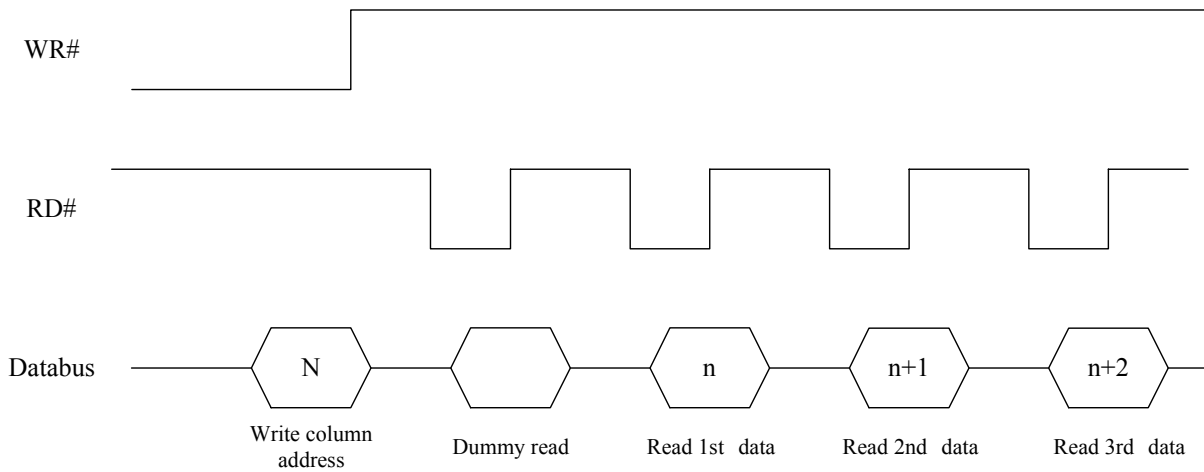 WR#
RD#
Databus
N
n
n+1
n+2
Write column
address
Dummy read
Read 1st data
Read 2nd data
Read 3rd data